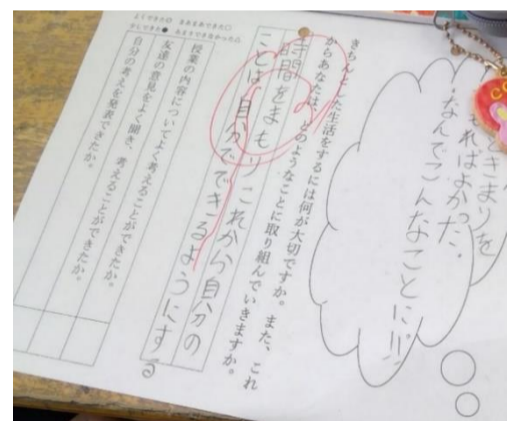 ときまりを
もればよかった。
なんでこんなことに!!
きちんとした生活をするには何が大切ですか。また、これ
からあなたは、どのようなことに取り組んでいきますか。
時間をまもり これから自分の
ことは、自分でできるようにする
授業の内容についてよく考えることができたか。
友達の意見をよく聞き、考えることができたか。
自分の考えを発表できたか。
よくできた◎ まあまあできた○
少しできた● あまりできなかった△